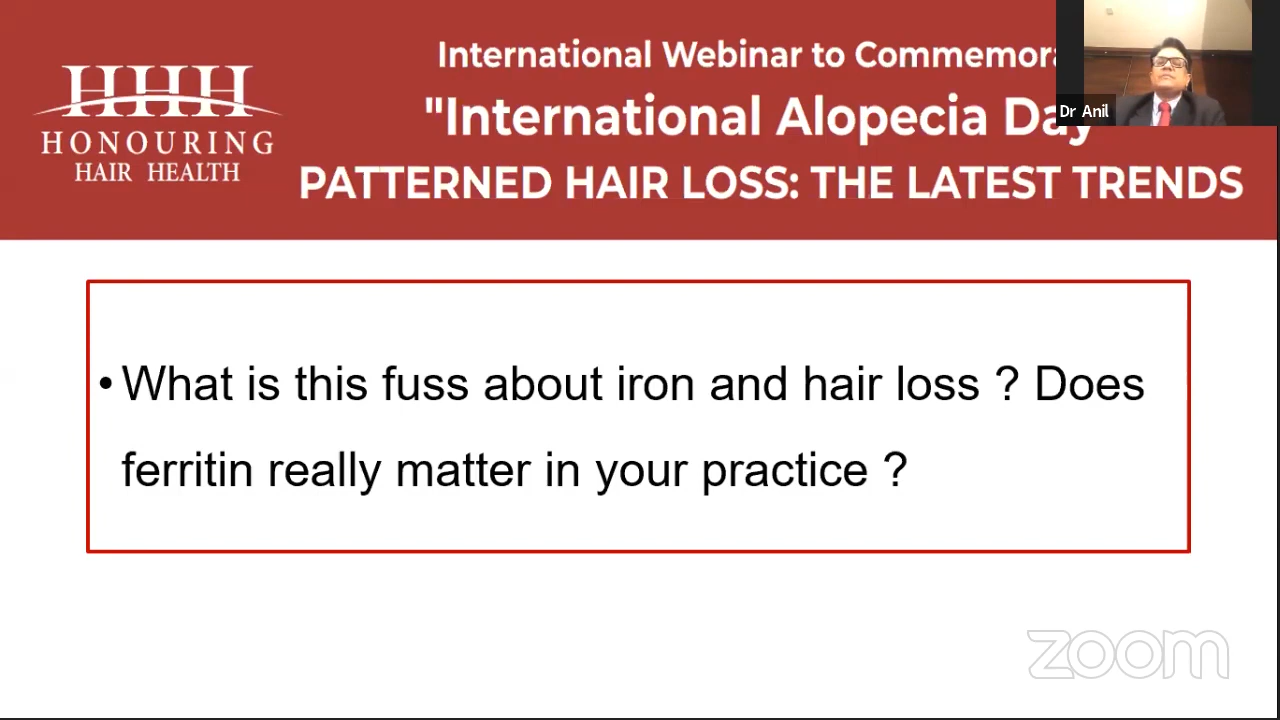 HHH
HONOURING
HAIR HEALTH
International Webinar to Commemora
"International Alopecia Day
PATTERNED HAIR LOSS: THE LATEST TRENDS
Dr Anil
• What is this fuss about iron and hair loss ? Does
ferritin really matter in your practice ?
zoom